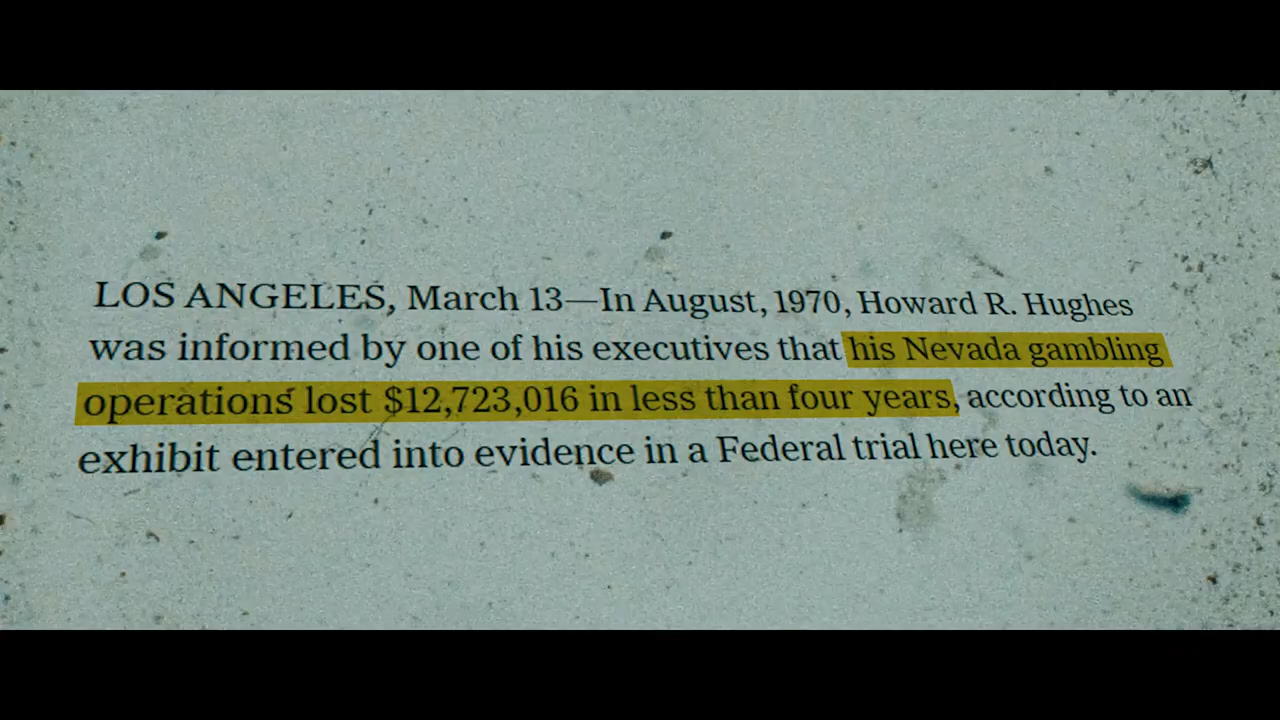 LOS ANGELES, March 13—In August, 1970, Howard R. Hughes
was informed by one of his executives that his Nevada gambling
operations lost $12,723,016 in less than four years, according to an
exhibit entered into evidence in a Federal trial here today.